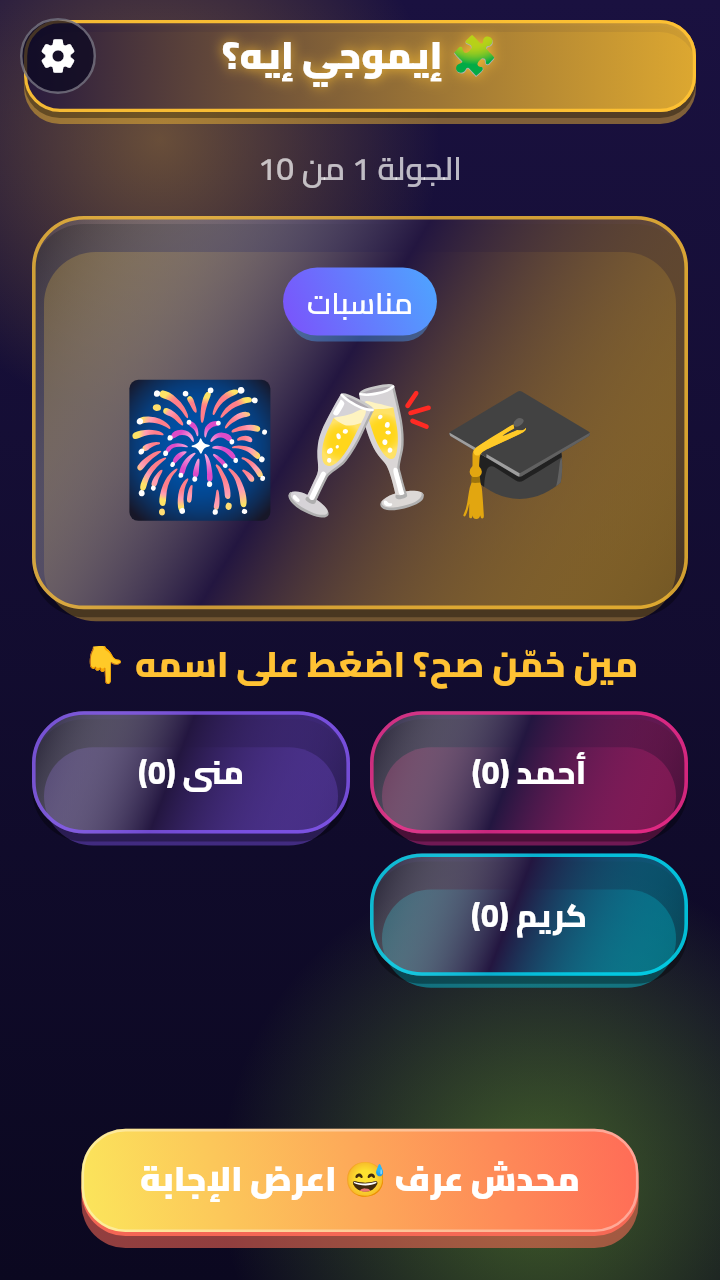 🧩 إيموجي إيه؟
الجولة 1 من 10
مناسبات
مين خمّن صح؟ اضغط على اسمه 👇
أحمد (0)
منى (0)
كريم (0)
محدش عرف 😅 اعرض الإجابة